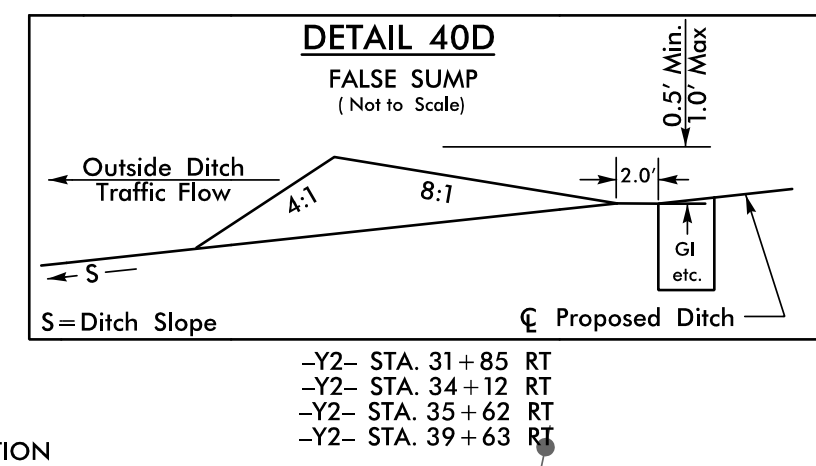 DETAIL 40D
FALSE SUMP
( Not to Scale)
0.5' Min.
1.0' Max
Outside Ditch
Traffic Flow
4:1
8:1
2.0'
GI
etc.
S
S=Ditch Slope
℄ Proposed Ditch
–Y2– STA. 31+85 RT
–Y2– STA. 34+12 RT
–Y2– STA. 35+62 RT
–Y2– STA. 39+63 RT
TION